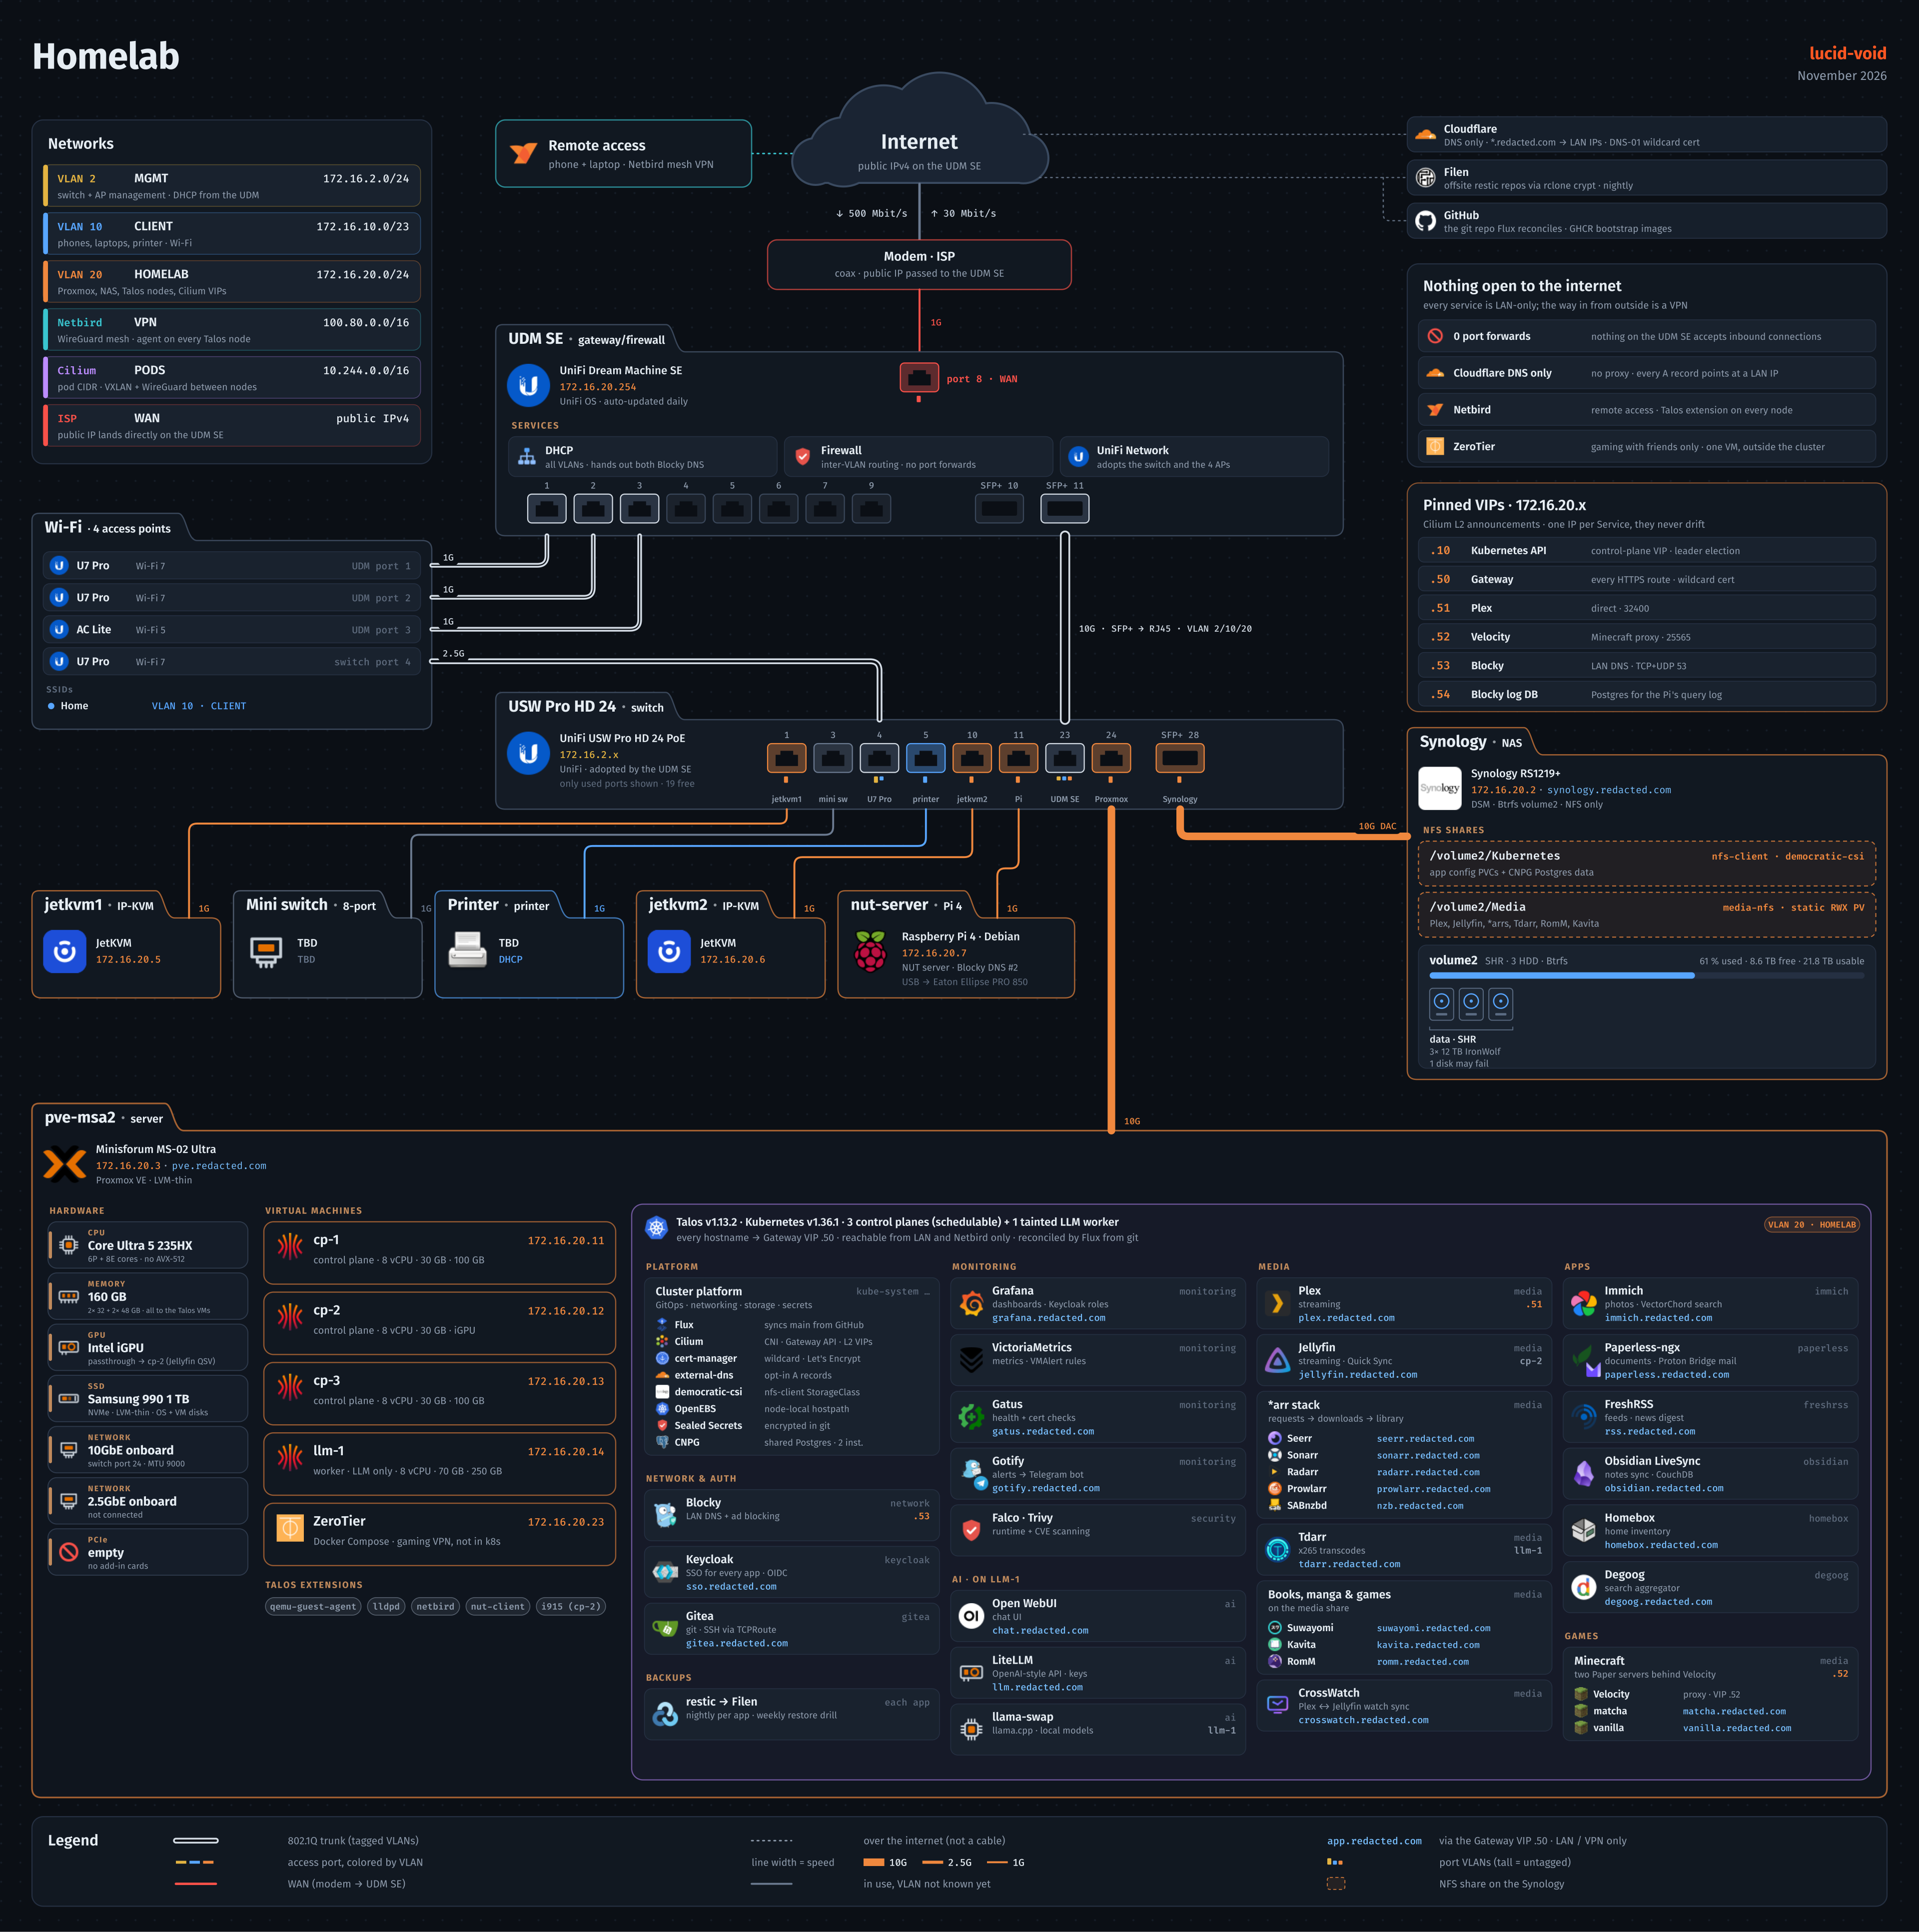 Homelab
lucid-void
November 2026
Networks
VLAN 2 MGMT 172.16.2.0/24
switch + AP management · DHCP from the UDM
VLAN 10 CLIENT 172.16.10.0/23
phones, laptops, printer · Wi-Fi
VLAN 20 HOMELAB 172.16.20.0/24
Proxmox, NAS, Talos nodes, Cilium VIPs
Netbird VPN 100.80.0.0/16
WireGuard mesh · agent on every Talos node
Cilium PODS 10.244.0.0/16
pod CIDR · VXLAN + WireGuard between nodes
ISP WAN public IPv4
public IP lands directly on the UDM SE
Remote access
phone + laptop · Netbird mesh VPN
Internet
public IPv4 on the UDM SE
↓ 500 Mbit/s ↑ 30 Mbit/s
Modem · ISP
coax · public IP passed to the UDM SE
1G
Cloudflare
DNS only · *.redacted.com → LAN IPs · DNS-01 wildcard cert
Filen
offsite restic repos via rclone crypt · nightly
GitHub
the git repo Flux reconciles · GHCR bootstrap images
Nothing open to the internet
every service is LAN-only; the way in from outside is a VPN
0 port forwards nothing on the UDM SE accepts inbound connections
Cloudflare DNS only no proxy · every A record points at a LAN IP
Netbird remote access · Talos extension on every node
ZeroTier gaming with friends only · one VM, outside the cluster
UDM SE · gateway/firewall
UniFi Dream Machine SE
172.16.20.254
UniFi OS · auto-updated daily
port 8 · WAN
SERVICES
DHCP
all VLANs · hands out both Blocky DNS
Firewall
inter-VLAN routing · no port forwards
UniFi Network
adopts the switch and the 4 APs
1 2 3 4 5 6 7 9 SFP+ 10 SFP+ 11
Wi-Fi · 4 access points
U7 Pro Wi-Fi 7 UDM port 1
U7 Pro Wi-Fi 7 UDM port 2
AC Lite Wi-Fi 5 UDM port 3
U7 Pro Wi-Fi 7 switch port 4
SSIDs
Home VLAN 10 · CLIENT
1G
1G
1G
2.5G
10G · SFP+ → RJ45 · VLAN 2/10/20
Pinned VIPs · 172.16.20.x
Cilium L2 announcements · one IP per Service, they never drift
.10 Kubernetes API control-plane VIP · leader election
.50 Gateway every HTTPS route · wildcard cert
.51 Plex direct · 32400
.52 Velocity Minecraft proxy · 25565
.53 Blocky LAN DNS · TCP+UDP 53
.54 Blocky log DB Postgres for the Pi's query log
USW Pro HD 24 · switch
UniFi USW Pro HD 24 PoE
172.16.2.x
UniFi · adopted by the UDM SE
only used ports shown · 19 free
1 3 4 5 10 11 23 24 SFP+ 28
jetkvm1 mini sw U7 Pro printer jetkvm2 Pi UDM SE Proxmox Synology
10G DAC
Synology · NAS
Synology
Synology RS1219+
172.16.20.2 · synology.redacted.com
DSM · Btrfs volume2 · NFS only
NFS SHARES
/volume2/Kubernetes nfs-client · democratic-csi
app config PVCs + CNPG Postgres data
/volume2/Media media-nfs · static RWX PV
Plex, Jellyfin, *arrs, Tdarr, RomM, Kavita
volume2 SHR · 3 HDD · Btrfs 61 % used · 8.6 TB free · 21.8 TB usable
data · SHR
3× 12 TB IronWolf
1 disk may fail
jetkvm1 · IP-KVM 1G
JetKVM
172.16.20.5
Mini switch · 8-port 1G
TBD
TBD
Printer · printer 1G
TBD
DHCP
jetkvm2 · IP-KVM 1G
JetKVM
172.16.20.6
nut-server · Pi 4 1G
Raspberry Pi 4 · Debian
172.16.20.7
NUT server · Blocky DNS #2
USB → Eaton Ellipse PRO 850
10G
pve-msa2 · server
Minisforum MS-02 Ultra
172.16.20.3 · pve.redacted.com
Proxmox VE · LVM-thin
HARDWARE
CPU
Core Ultra 5 235HX
6P + 8E cores · no AVX-512
MEMORY
160 GB
2× 32 + 2× 48 GB · all to the Talos VMs
GPU
Intel iGPU
passthrough → cp-2 (Jellyfin QSV)
SSD
Samsung 990 1 TB
NVMe · LVM-thin · OS + VM disks
NETWORK
10GbE onboard
switch port 24 · MTU 9000
NETWORK
2.5GbE onboard
not connected
PCIe
empty
no add-in cards
VIRTUAL MACHINES
cp-1 172.16.20.11
control plane · 8 vCPU · 30 GB · 100 GB
cp-2 172.16.20.12
control plane · 8 vCPU · 30 GB · iGPU
cp-3 172.16.20.13
control plane · 8 vCPU · 30 GB · 100 GB
llm-1 172.16.20.14
worker · LLM only · 8 vCPU · 70 GB · 250 GB
ZeroTier 172.16.20.23
Docker Compose · gaming VPN, not in k8s
TALOS EXTENSIONS
qemu-guest-agent lldpd netbird nut-client i915 (cp-2)
Talos v1.13.2 · Kubernetes v1.36.1 · 3 control planes (schedulable) + 1 tainted LLM worker
every hostname → Gateway VIP .50 · reachable from LAN and Netbird only · reconciled by Flux from git
VLAN 20 · HOMELAB
PLATFORM
Cluster platform kube-system …
GitOps · networking · storage · secrets
Flux syncs main from GitHub
Cilium CNI · Gateway API · L2 VIPs
cert-manager wildcard · Let's Encrypt
external-dns opt-in A records
democratic-csi nfs-client StorageClass
OpenEBS node-local hostpath
Sealed Secrets encrypted in git
CNPG shared Postgres · 2 inst.
NETWORK & AUTH
Blocky network
LAN DNS + ad blocking .53
Keycloak keycloak
SSO for every app · OIDC
sso.redacted.com
Gitea gitea
git · SSH via TCPRoute
gitea.redacted.com
BACKUPS
restic → Filen each app
nightly per app · weekly restore drill
MONITORING
Grafana monitoring
dashboards · Keycloak roles
grafana.redacted.com
VictoriaMetrics monitoring
metrics · VMAlert rules
Gatus monitoring
health + cert checks
gatus.redacted.com
Gotify monitoring
alerts → Telegram bot
gotify.redacted.com
Falco · Trivy security
runtime + CVE scanning
AI · ON LLM-1
Open WebUI ai
chat UI
chat.redacted.com
LiteLLM ai
OpenAI-style API · keys
llm.redacted.com
llama-swap ai
llama.cpp · local models llm-1
MEDIA
Plex media
streaming .51
plex.redacted.com
Jellyfin media
streaming · Quick Sync cp-2
jellyfin.redacted.com
*arr stack media
requests → downloads → library
Seerr seerr.redacted.com
Sonarr sonarr.redacted.com
Radarr radarr.redacted.com
Prowlarr prowlarr.redacted.com
SABnzbd nzb.redacted.com
Tdarr media
x265 transcodes llm-1
tdarr.redacted.com
Books, manga & games media
on the media share
Suwayomi suwayomi.redacted.com
Kavita kavita.redacted.com
RomM romm.redacted.com
CrossWatch media
Plex ↔ Jellyfin watch sync
crosswatch.redacted.com
APPS
Immich immich
photos · VectorChord search
immich.redacted.com
Paperless-ngx paperless
documents · Proton Bridge mail
paperless.redacted.com
FreshRSS freshrss
feeds · news digest
rss.redacted.com
Obsidian LiveSync obsidian
notes sync · CouchDB
obsidian.redacted.com
Homebox homebox
home inventory
homebox.redacted.com
Degoog degoog
search aggregator
degoog.redacted.com
GAMES
Minecraft media
two Paper servers behind Velocity .52
Velocity proxy · VIP .52
matcha matcha.redacted.com
vanilla vanilla.redacted.com
Legend
802.1Q trunk (tagged VLANs)
access port, colored by VLAN
WAN (modem → UDM SE)
over the internet (not a cable)
line width = speed 10G 2.5G 1G
in use, VLAN not known yet
app.redacted.com via the Gateway VIP .50 · LAN / VPN only
port VLANs (tall = untagged)
NFS share on the Synology